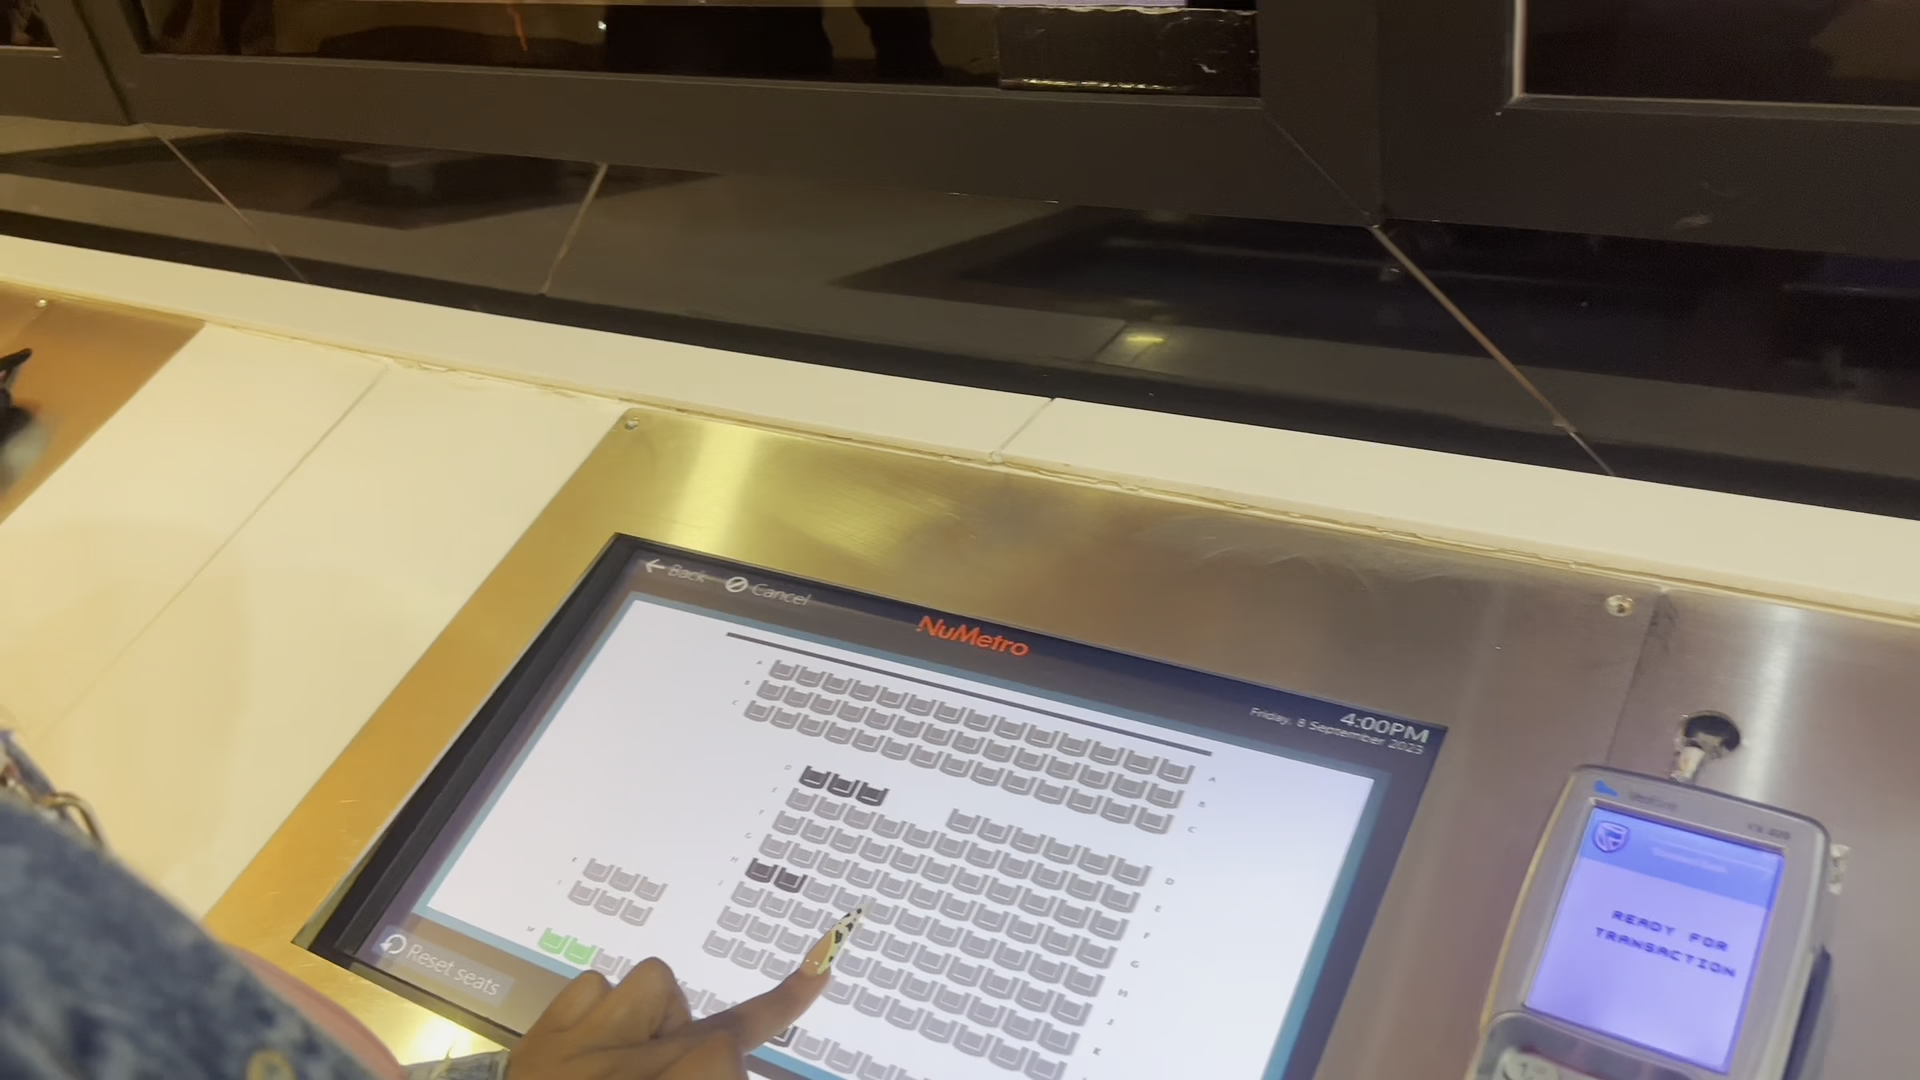 Back
Cancel
NuMetro
4:00PM
Friday, 8 September 2023
A
A
B
B
C
C
D
D
E
E
F
F
G
G
H
H
J
K
E
M
Reset seats
READY FOR
TRANSACTION